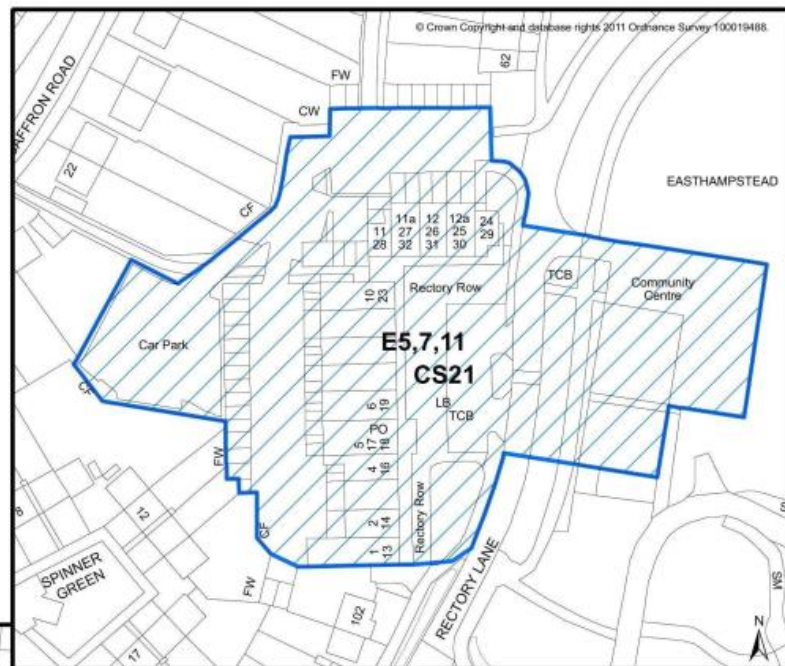 © Crown Copyright and database rights 2011 Ordnance Survey 100019488.
FW
62
CW
SAFFRON ROAD
22
EASTHAMPSTEAD
CF
11
28
11a
27
32
12
26
31
12a
25
30
24
29
TCB
Community
Centre
10
23
Rectory Row
Car Park
E5,7,11
CS21
CF
6
19
LB
TCB
PO
5
17
18
FW
4
16
8
12
CF
2
14
Rectory Row
1
13
SPINNER
GREEN
FW
102
RECTORY LANE
SM
17
N